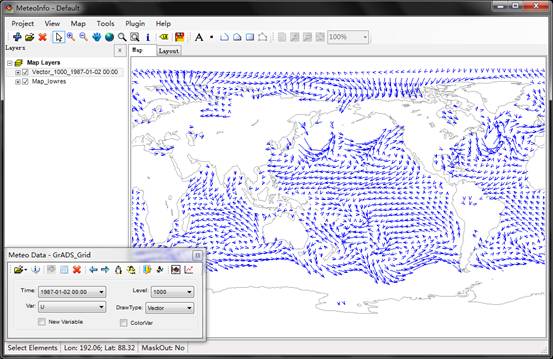 MeteoInfo - Default
Project View Map Tools Plugin Help
A 100%
Layers x Map Layout
Map Layers
Vector_1000_1987-01-02 00:00
Map_lowres
Meteo Data - GrADS_Grid
Time: 1987-01-02 00:00 Level: 1000
Var: U DrawType: Vector
New Variable ColorVar
Select Elements Lon: 192.06; Lat: 88.32 MaskOut: No